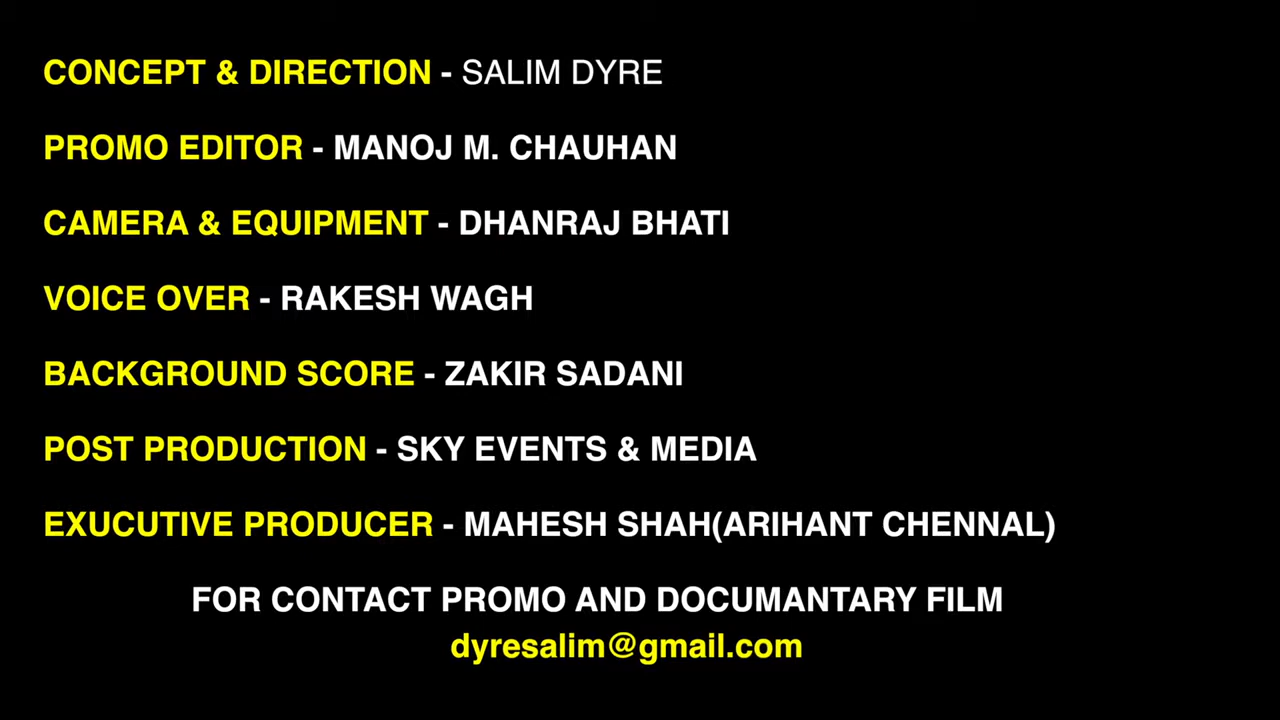 CONCEPT & DIRECTION - SALIM DYRE
PROMO EDITOR - MANOJ M. CHAUHAN
CAMERA & EQUIPMENT - DHANRAJ BHATI
VOICE OVER - RAKESH WAGH
BACKGROUND SCORE - ZAKIR SADANI
POST PRODUCTION - SKY EVENTS & MEDIA
EXUCUTIVE PRODUCER - MAHESH SHAH(ARIHANT CHENNAL)
FOR CONTACT PROMO AND DOCUMANTARY FILM
dyresalim@gmail.com